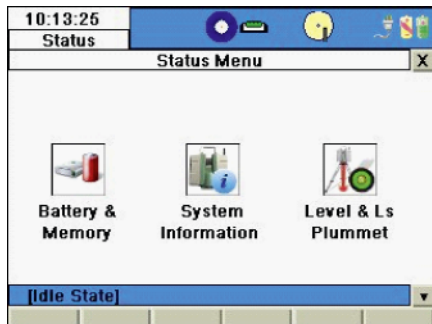 10:13:25
Status
Status Menu X
Battery & Memory
System Information
Level & Ls Plummet
[Idle State]